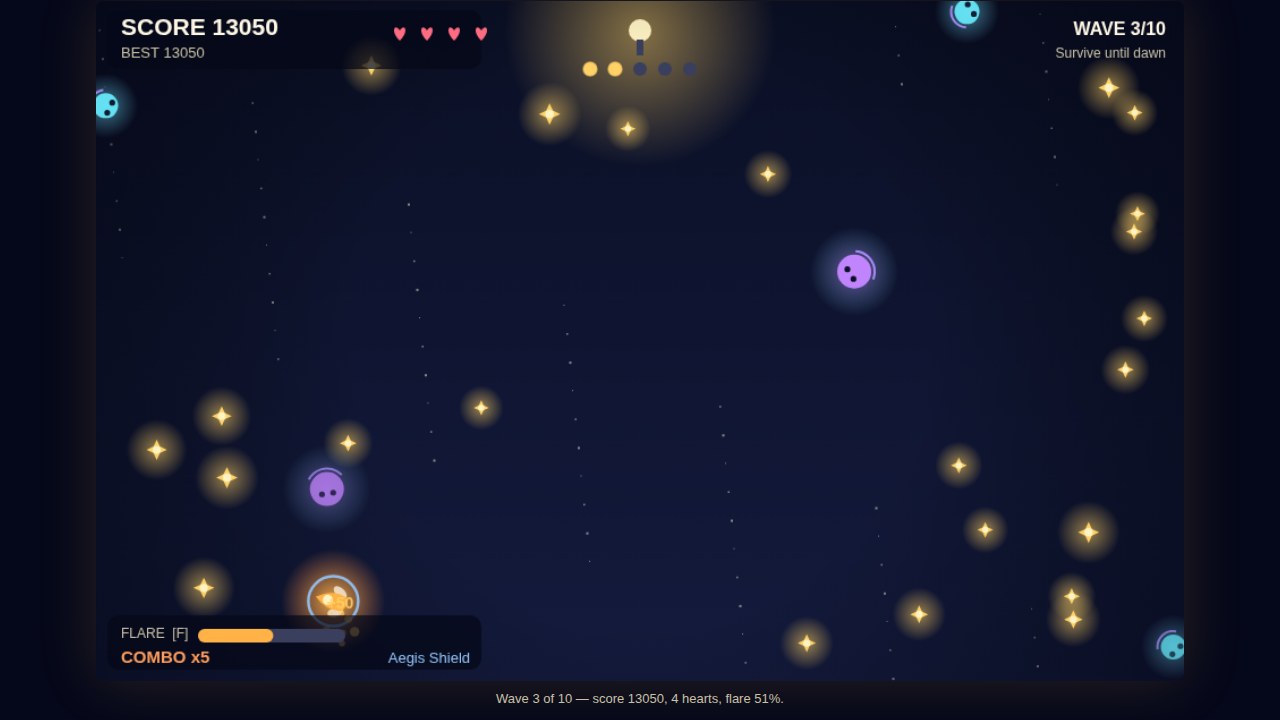 SCORE 13050
BEST 13050
WAVE 3/10
Survive until dawn
FLARE [F]
COMBO x5
Aegis Shield
Wave 3 of 10 — score 13050, 4 hearts, flare 51%.